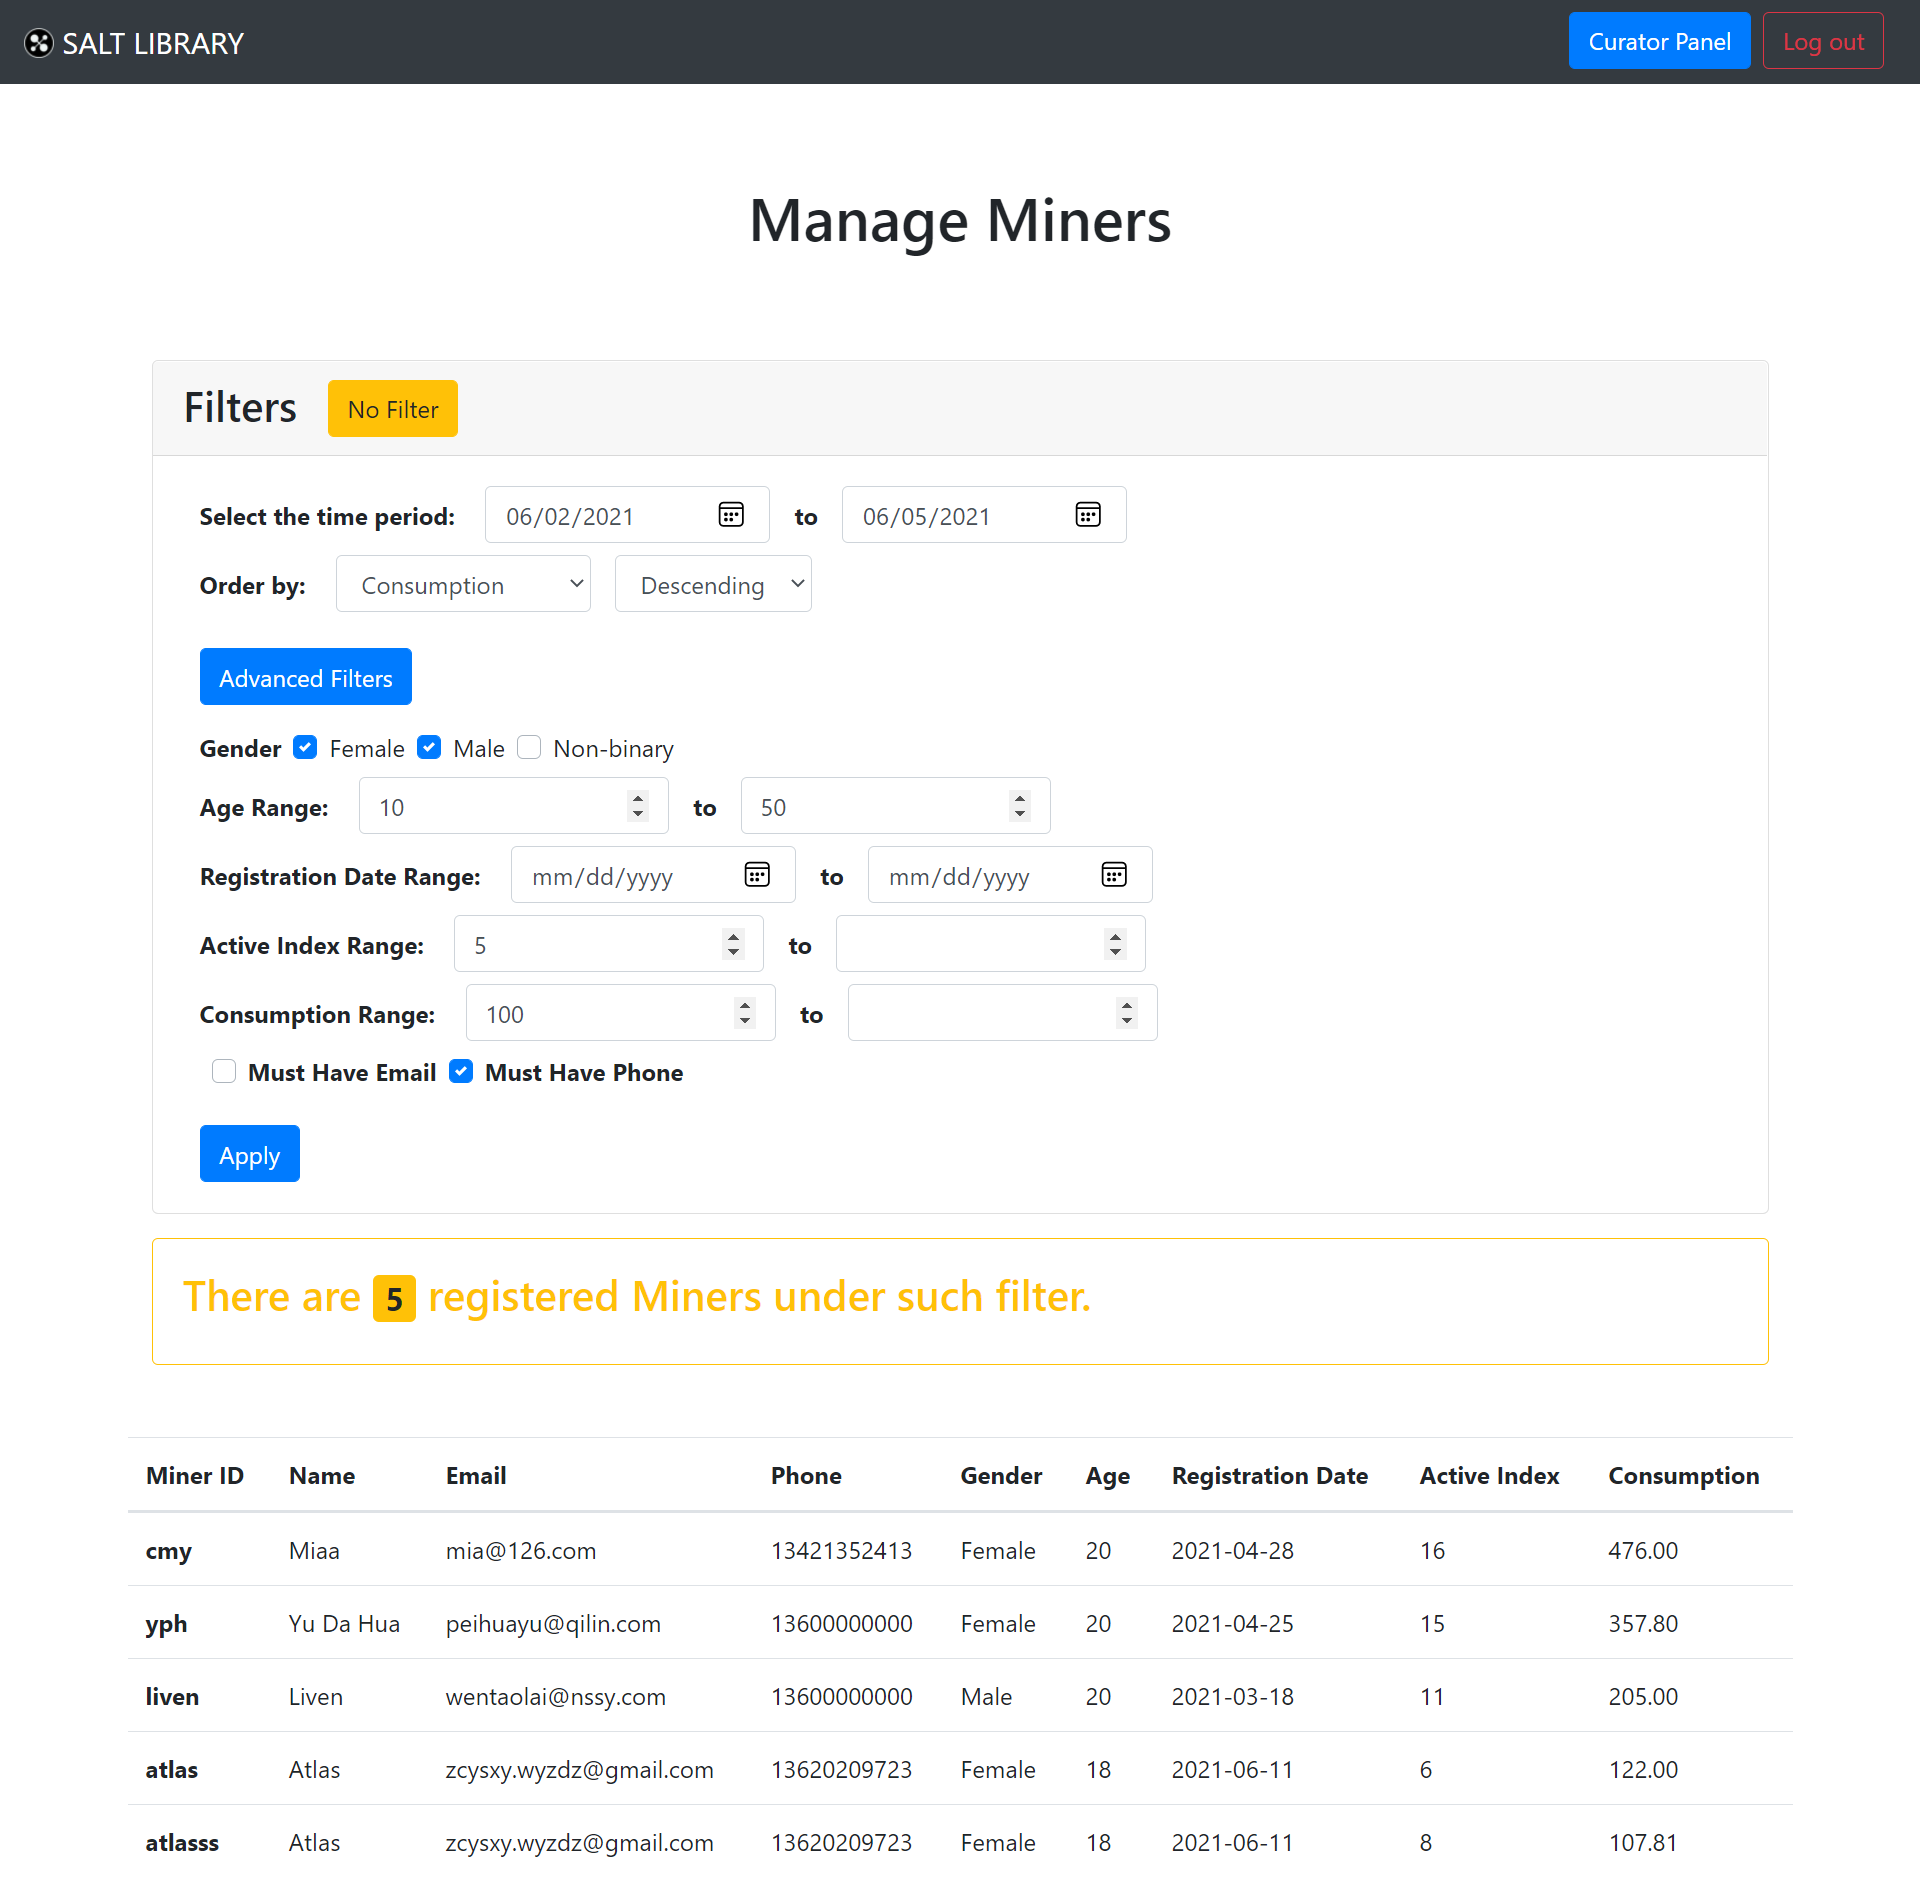 SALT LIBRARY Curator Panel Log out
Manage Miners
Filters No Filter
Select the time period: 06/02/2021 to 06/05/2021
Order by: Consumption Descending
Advanced Filters
Gender Female Male Non-binary
Age Range: 10 to 50
Registration Date Range: mm/dd/yyyy to mm/dd/yyyy
Active Index Range: 5 to
Consumption Range: 100 to
Must Have Email Must Have Phone
Apply
There are 5 registered Miners under such filter.
Miner ID Name Email Phone Gender Age Registration Date Active Index Consumption
cmy Miaa mia@126.com 13421352413 Female 20 2021-04-28 16 476.00
yph Yu Da Hua peihuayu@qilin.com 13600000000 Female 20 2021-04-25 15 357.80
liven Liven wentaolai@nssy.com 13600000000 Male 20 2021-03-18 11 205.00
atlas Atlas zcysxy.wyzdz@gmail.com 13620209723 Female 18 2021-06-11 6 122.00
atlasss Atlas zcysxy.wyzdz@gmail.com 13620209723 Female 18 2021-06-11 8 107.81